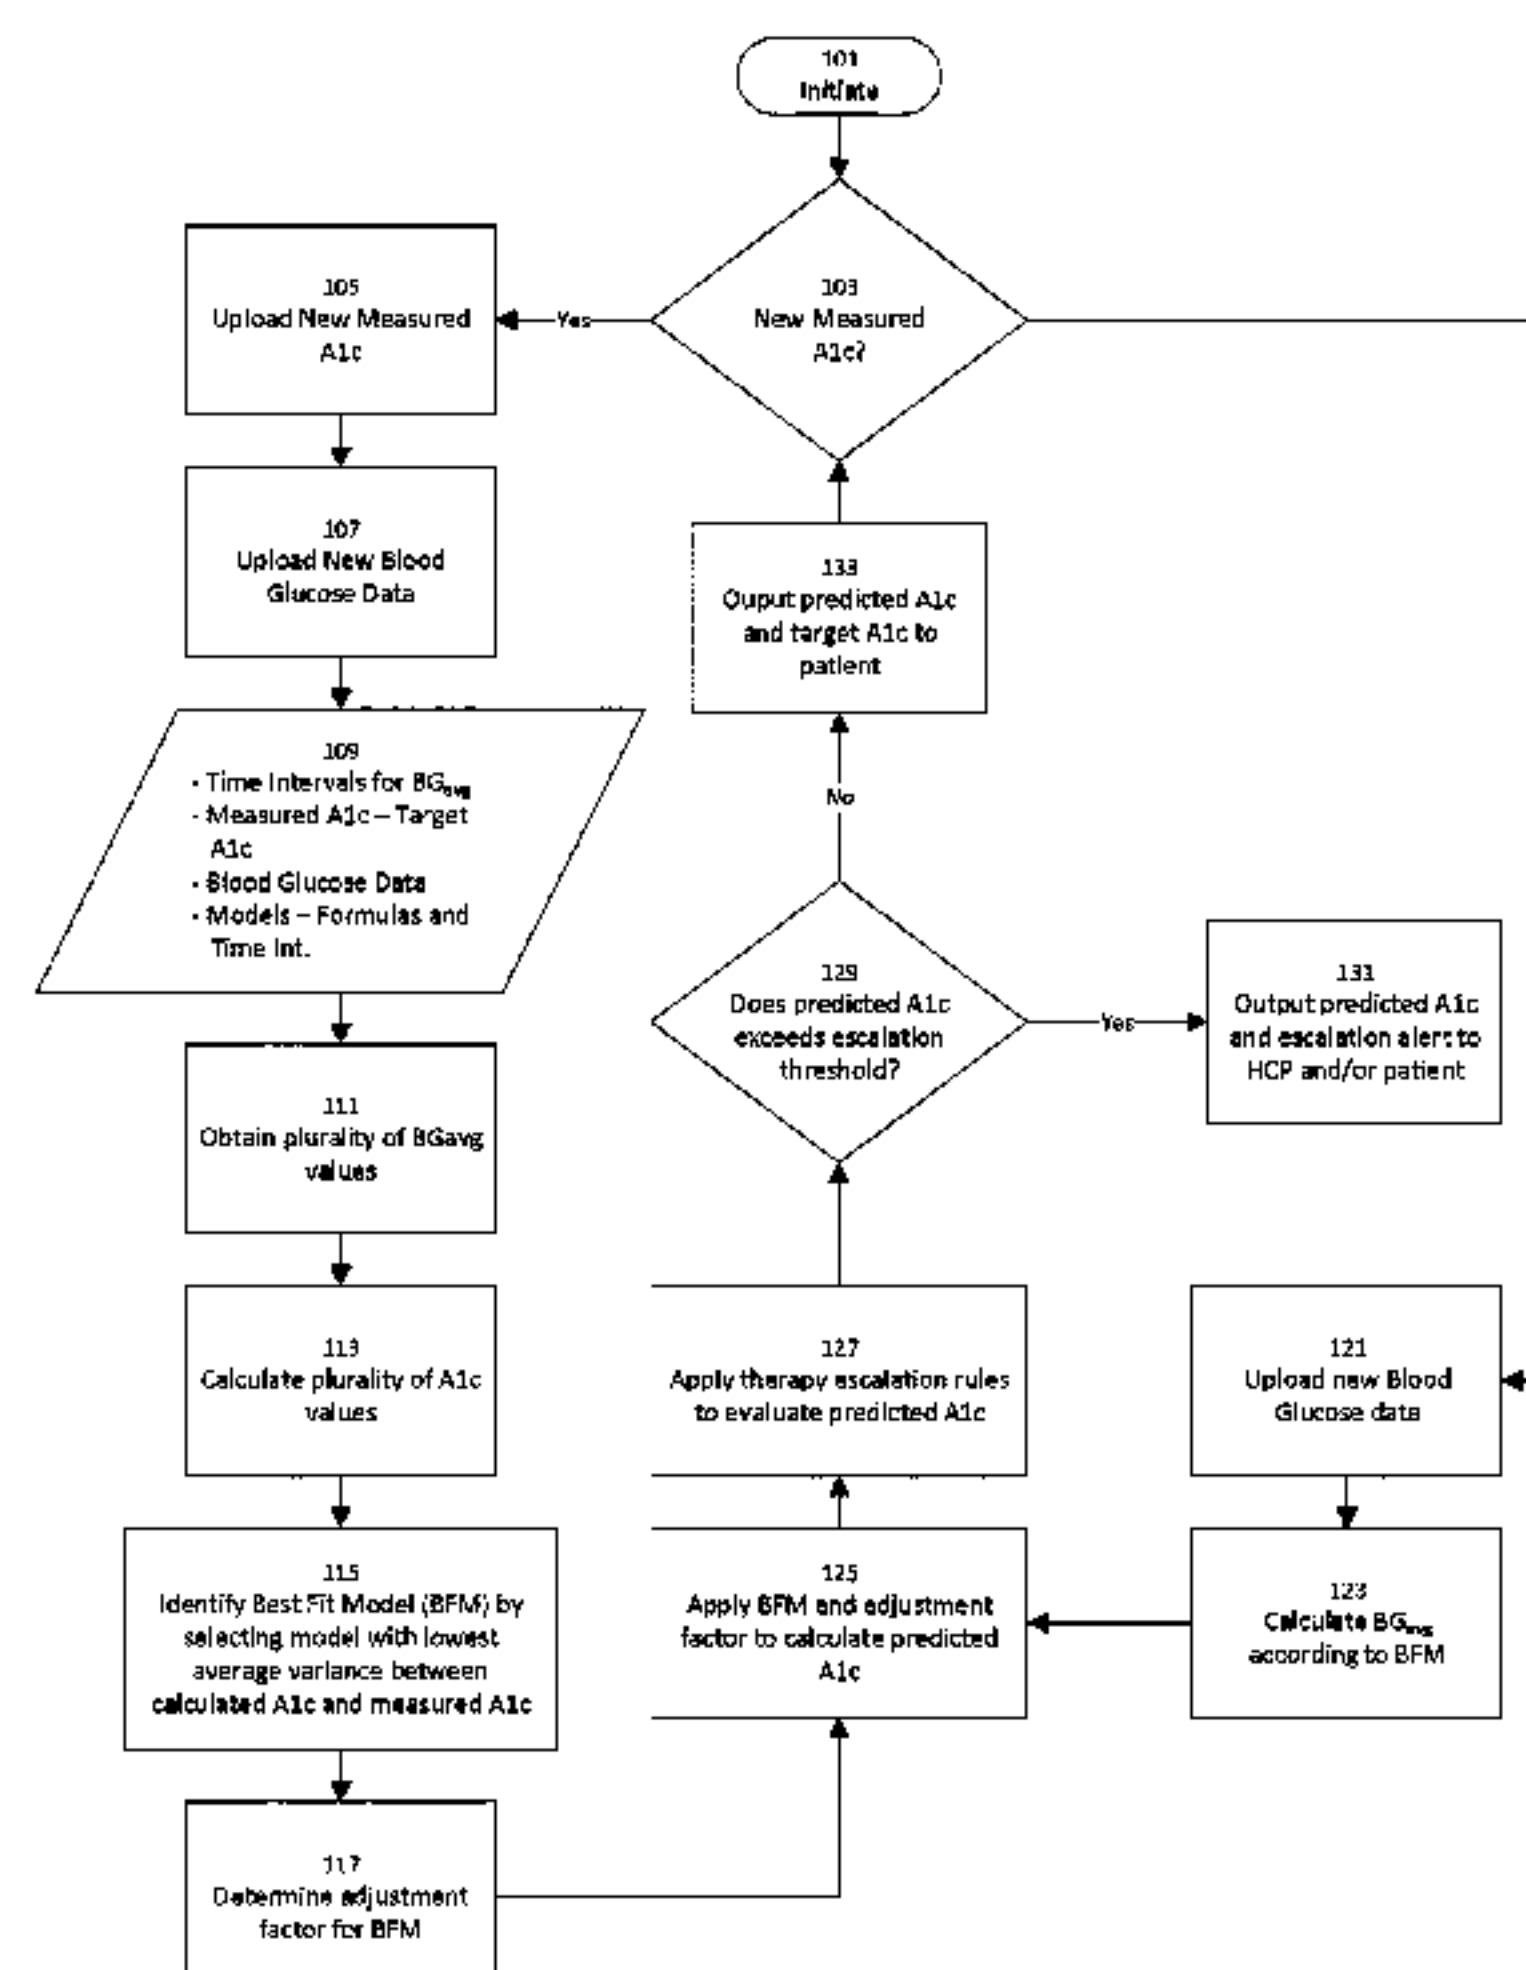 101
Initiate
103
New Measured
A1c?
Yes
105
Upload New Measured
A1c
107
Upload New Blood
Glucose Data
109
- Time Intervals for BGavg
- Measured A1c – Target
A1c
- Blood Glucose Data
- Models – Formulas and
Time Int.
111
Obtain plurality of BGavg
values
113
Calculate plurality of A1c
values
115
Identify Best Fit Model (BFM) by
selecting model with lowest
average variance between
calculated A1c and measured A1c
117
Determine adjustment
factor for BFM
133
Ouput predicted A1c
and target A1c to
patient
No
129
Does predicted A1c
exceeds escalation
threshold?
Yes
131
Output predicted A1c
and escalation alert to
HCP and/or patient
127
Apply therapy escalation rules
to evaluate predicted A1c
121
Upload new Blood
Glucose data
125
Apply BFM and adjustment
factor to calculate predicted
A1c
123
Calculate BGavg
according to BFM